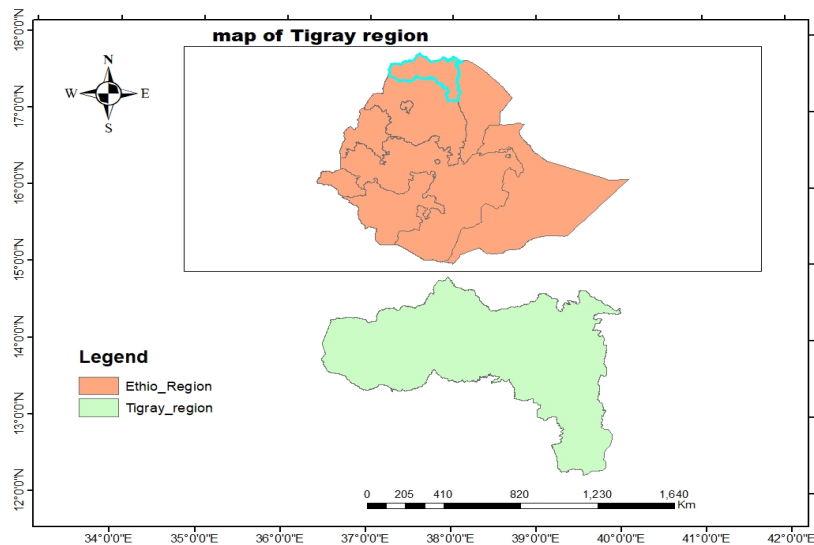 map of Tigray region
N
W E
S
18°0'0"N
17°0'0"N
16°0'0"N
15°0'0"N
14°0'0"N
13°0'0"N
12°0'0"N
Legend
Ethio_Region
Tigray_region
0 205 410 820 1,230 1,640
Km
34°0'0"E 35°0'0"E 36°0'0"E 37°0'0"E 38°0'0"E 39°0'0"E 40°0'0"E 41°0'0"E 42°0'0"E